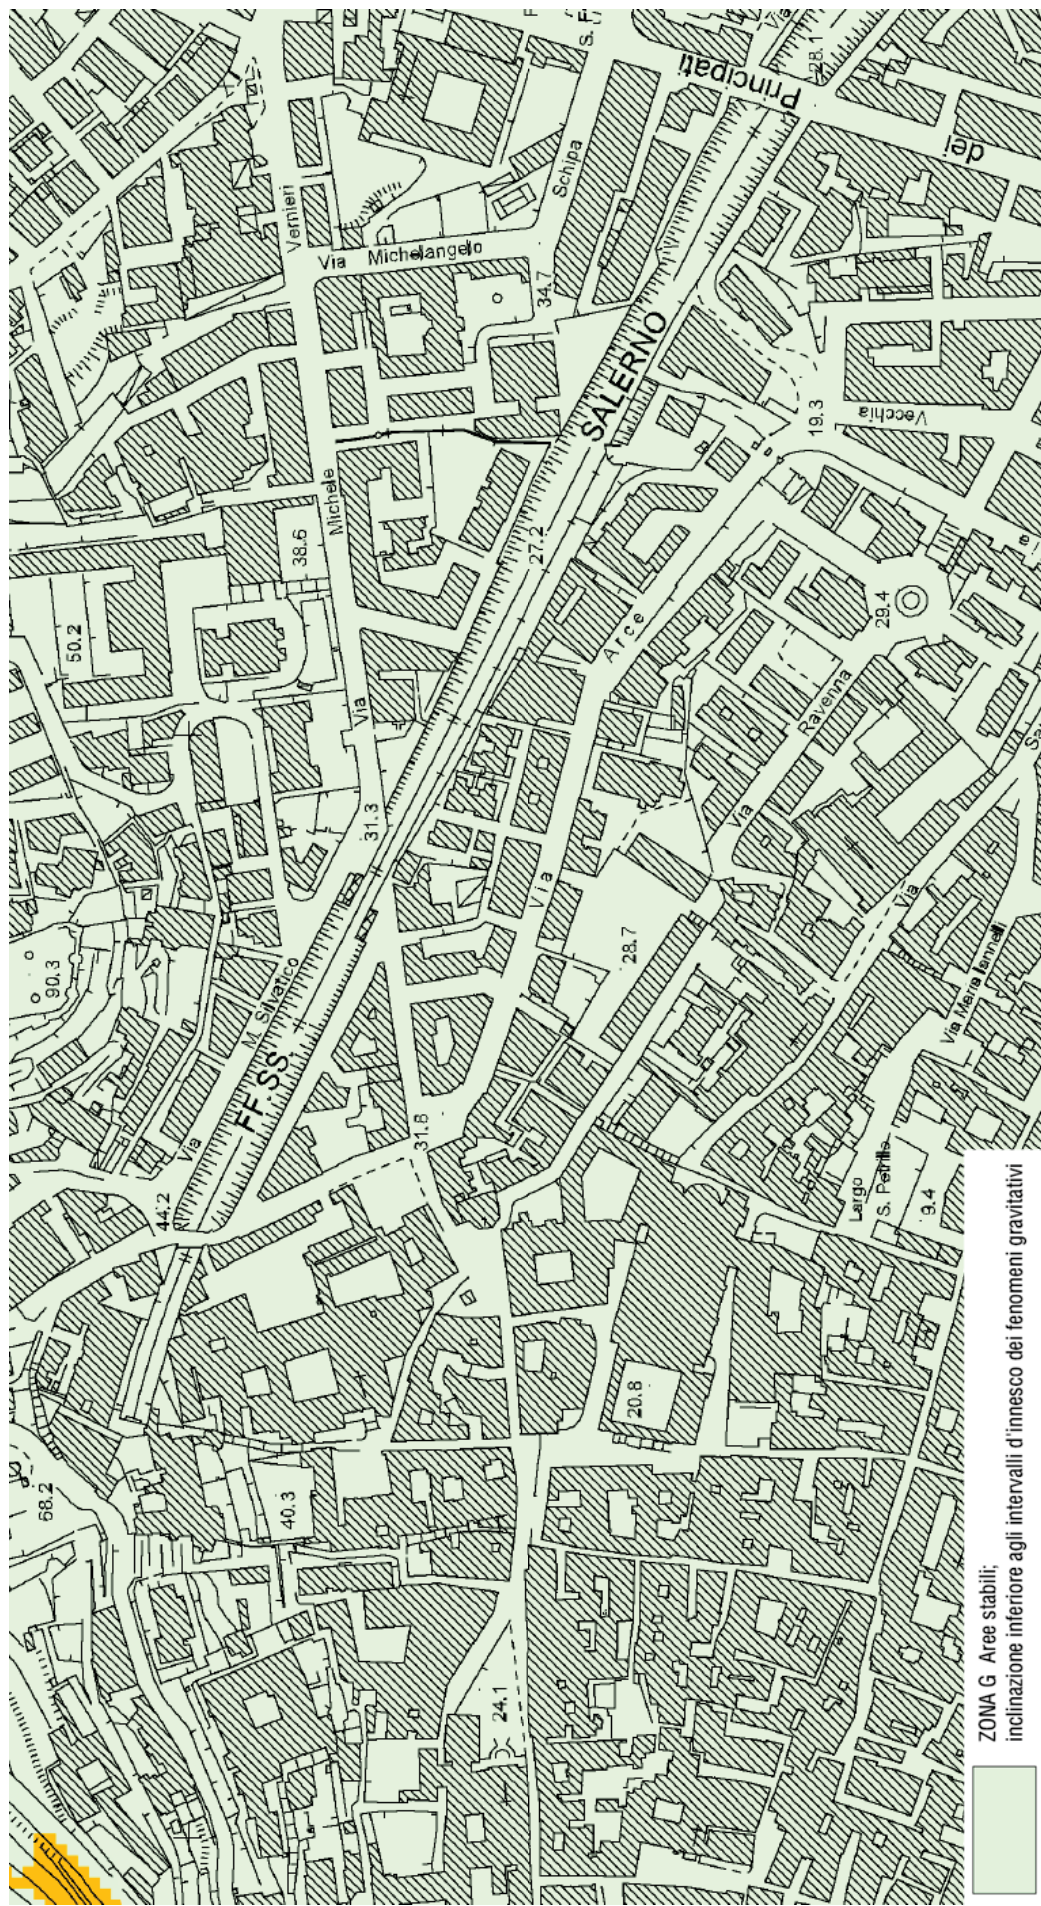 Principati
dei
28.1
Schipa
Vernieri
Via Michelangelo
34.7
SALERNO
19.3
Vecchia
Michele
38.6
27.2
50.2
Arce
29.4
Via
Ravenna
31.3
Via
Via
Via
90.3
M. Silvatico
28.7
Via Maria Iannelli
FF.SS
Via
31.8
44.2
Largo
S. Petrillo
9.4
20.8
68.2
40.3
24.1
ZONA G Aree stabili;
inclinazione inferiore agli intervalli d'innesco dei fenomeni gravitativi